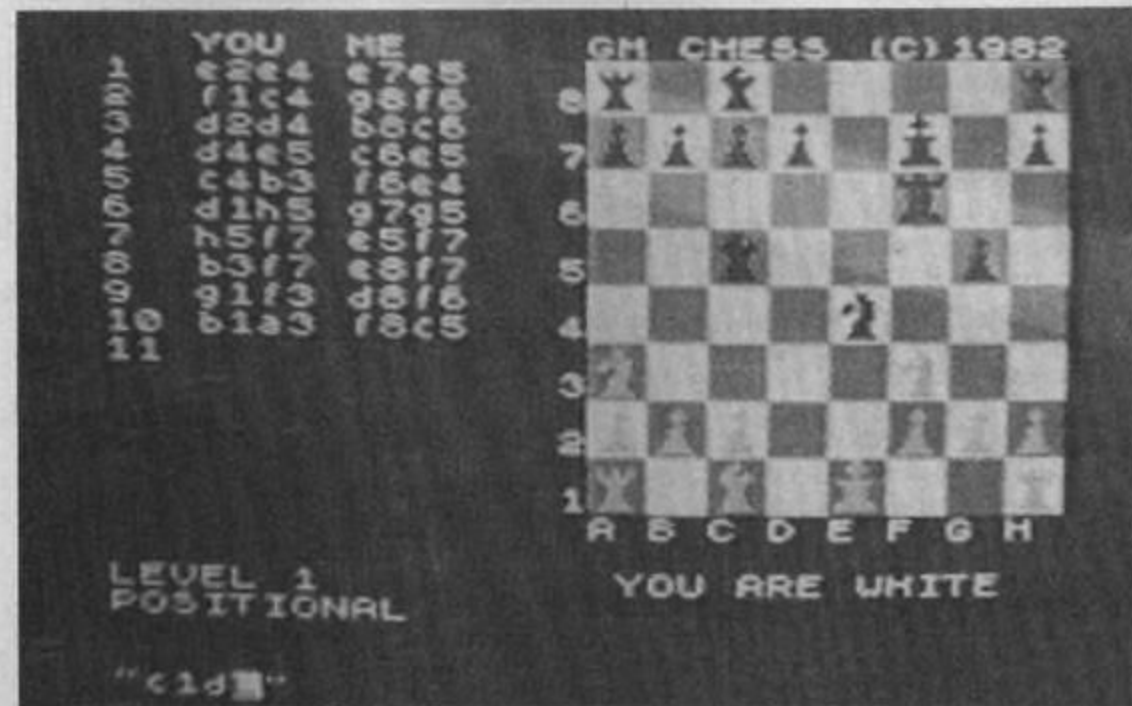 YOU ME
1 e2e4 e7e5
2 f1c4 g8f6
3 d2d4 b8c6
4 d4e5 c6e5
5 c4b3 f6e4
6 d1h5 g7g5
7 h5f7 e5f7
8 b3f7 e8f7
9 g1f3 d8f6
10 b1a3 f8c5
11
LEVEL 1
POSITIONAL
"c1d"
GM CHESS (C) 1982
8
7
6
5
4
3
2
1
A B C D E F G H
YOU ARE WHITE